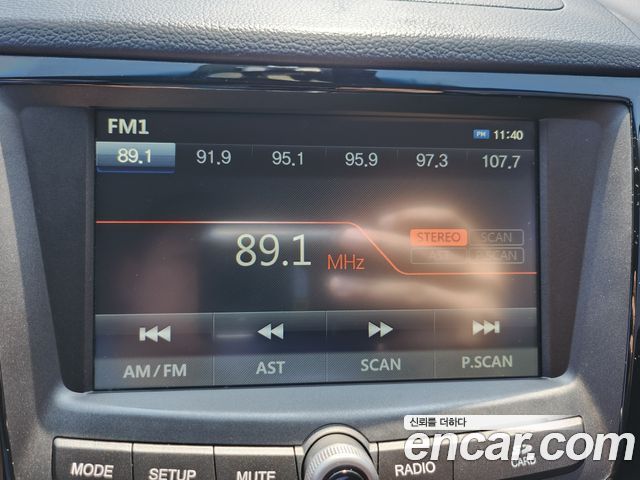 FM1
PM 11:40
89.1 91.9 95.1 95.9 97.3 107.7
89.1 MHz
STEREO SCAN
AST P.SCAN
AM/FM AST SCAN P.SCAN
신뢰를 더하다
encar.com
MODE SETUP MUTE RADIO CARD